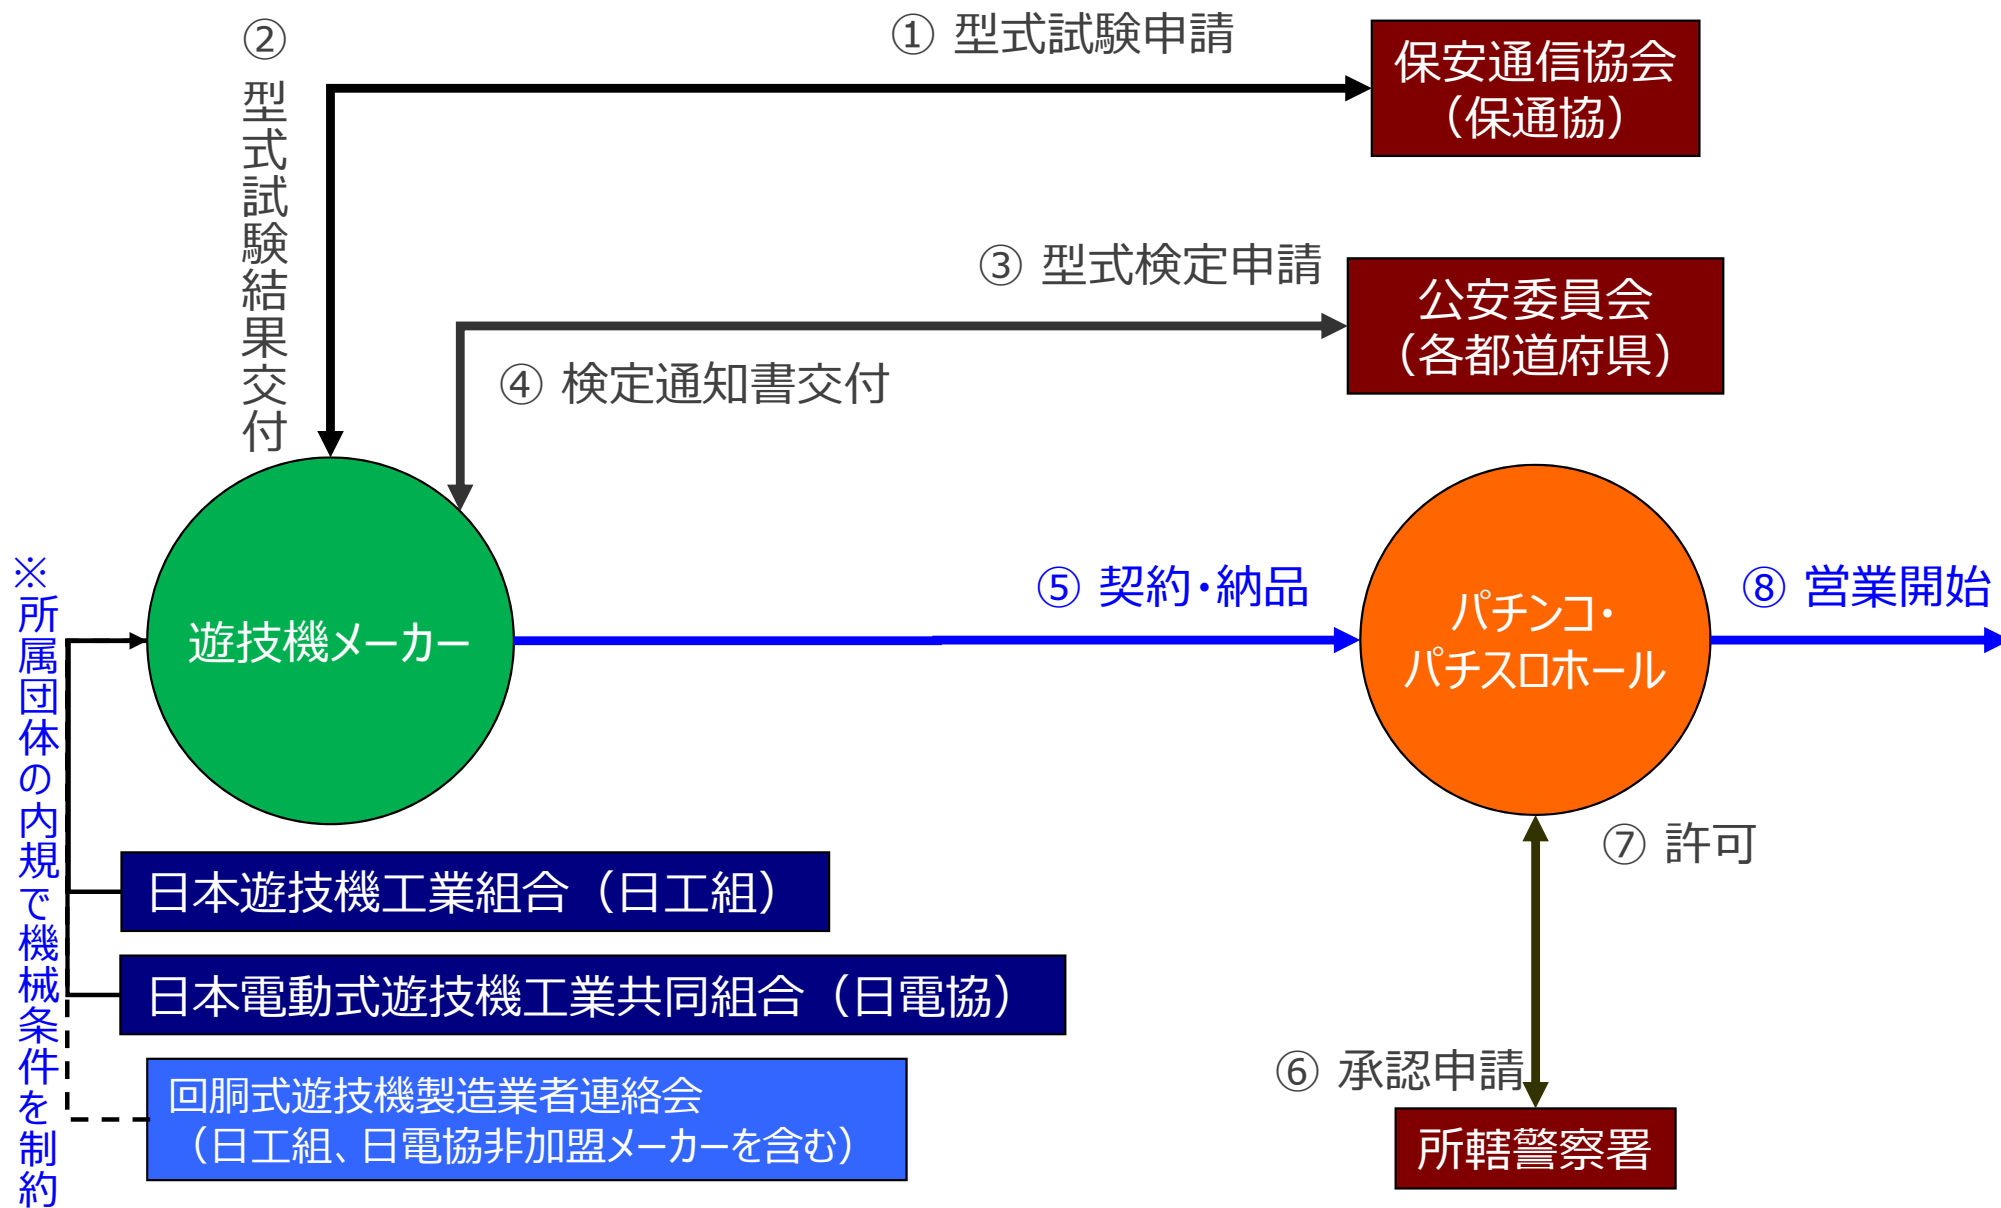 ① 型式試験申請
保安通信協会
（保通協）
② 型式試験結果交付
③ 型式検定申請
公安委員会
（各都道府県）
④ 検定通知書交付
⑤ 契約・納品
⑧ 営業開始
遊技機メーカー
パチンコ・
パチスロホール
※所属団体の内規で機械条件を制約
⑦ 許可
日本遊技機工業組合（日工組）
日本電動式遊技機工業共同組合（日電協）
⑥ 承認申請
回胴式遊技機製造業者連絡会
（日工組、日電協非加盟メーカーを含む）
所轄警察署